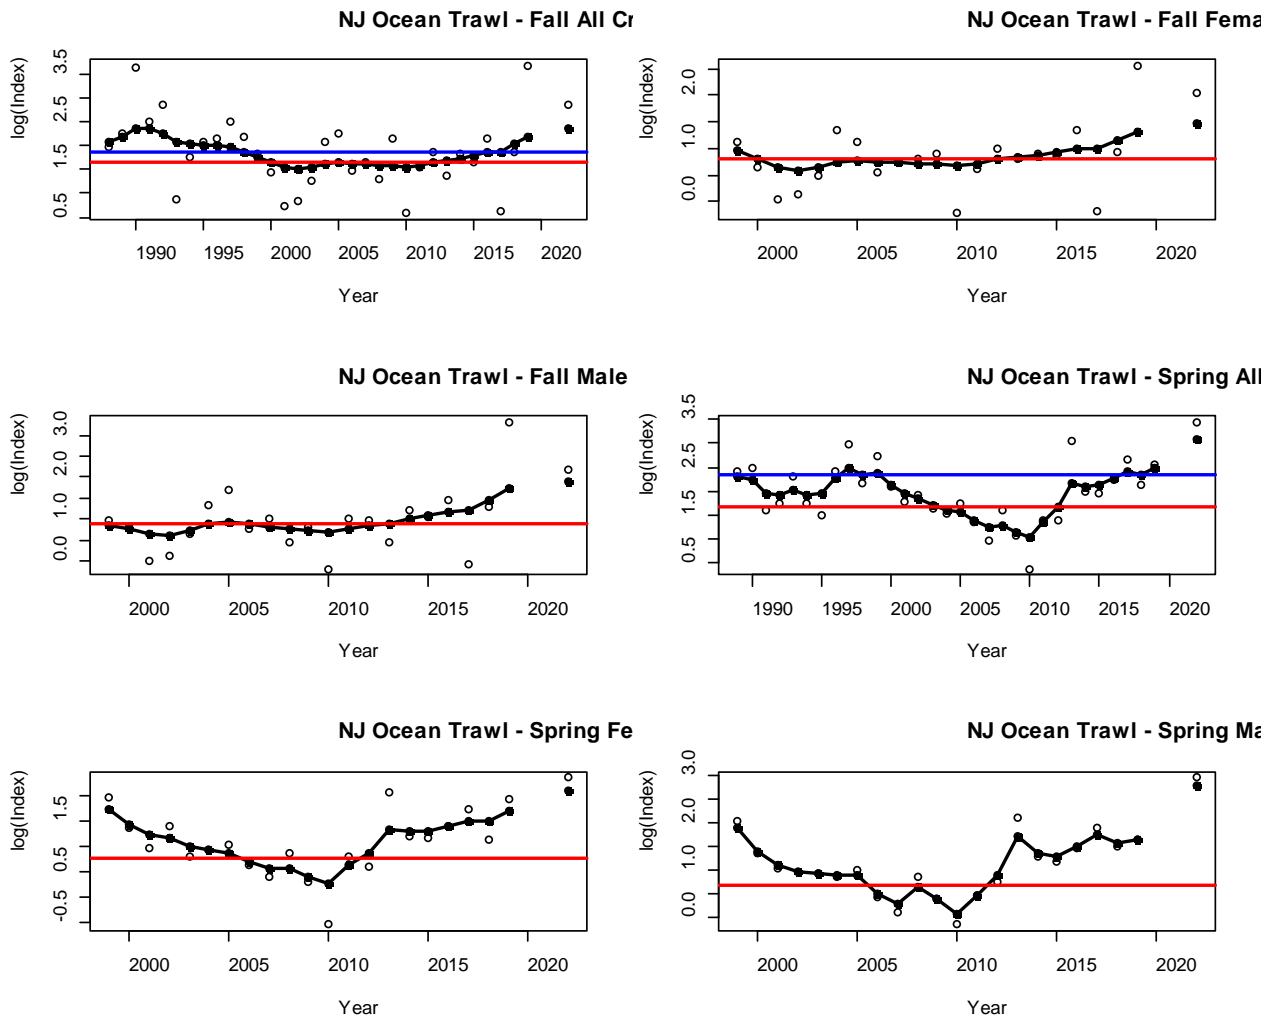 NJ Ocean Trawl - Fall All Cr
NJ Ocean Trawl - Fall Fema
log(Index)
3.5
2.5
1.5
0.5
1990 1995 2000 2005 2010 2015 2020
Year
log(Index)
2.0
1.0
0.0
2000 2005 2010 2015 2020
Year
NJ Ocean Trawl - Fall Male
NJ Ocean Trawl - Spring All
log(Index)
3.0
2.0
1.0
0.0
2000 2005 2010 2015 2020
Year
log(Index)
3.5
2.5
1.5
0.5
1990 1995 2000 2005 2010 2015 2020
Year
NJ Ocean Trawl - Spring Fe
NJ Ocean Trawl - Spring Ma
log(Index)
1.5
0.5
-0.5
2000 2005 2010 2015 2020
Year
log(Index)
3.0
2.0
1.0
0.0
2000 2005 2010 2015 2020
Year